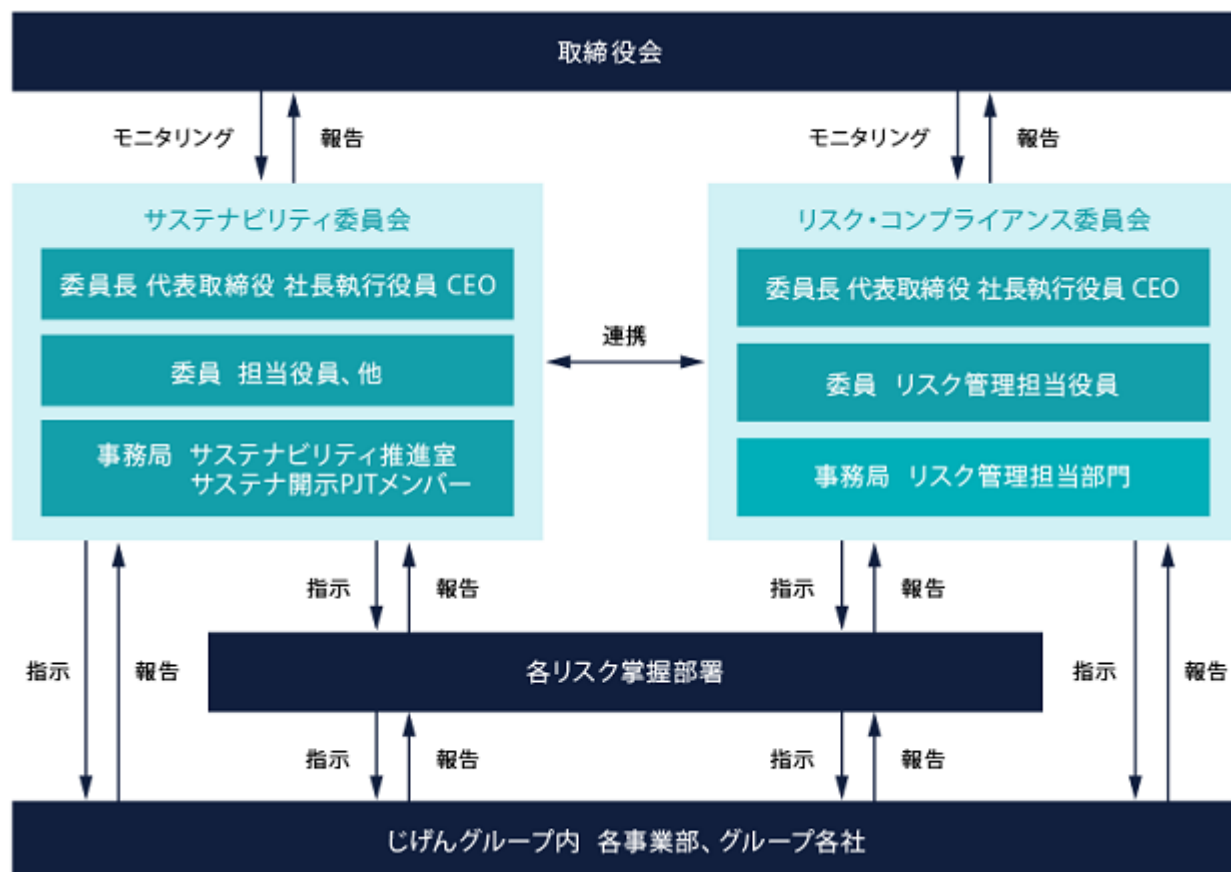 取締役会
モニタリング
報告
モニタリング
報告
サステナビリティ委員会
委員長 代表取締役 社長執行役員 CEO
委員 担当役員、他
事務局 サステナビリティ推進室
サステナ開示PJTメンバー
連携
リスク・コンプライアンス委員会
委員長 代表取締役 社長執行役員 CEO
委員 リスク管理担当役員
事務局 リスク管理担当部門
指示
報告
指示
報告
指示
報告
各リスク掌握部署
指示
報告
指示
報告
指示
報告
じげんグループ内 各事業部、グループ各社